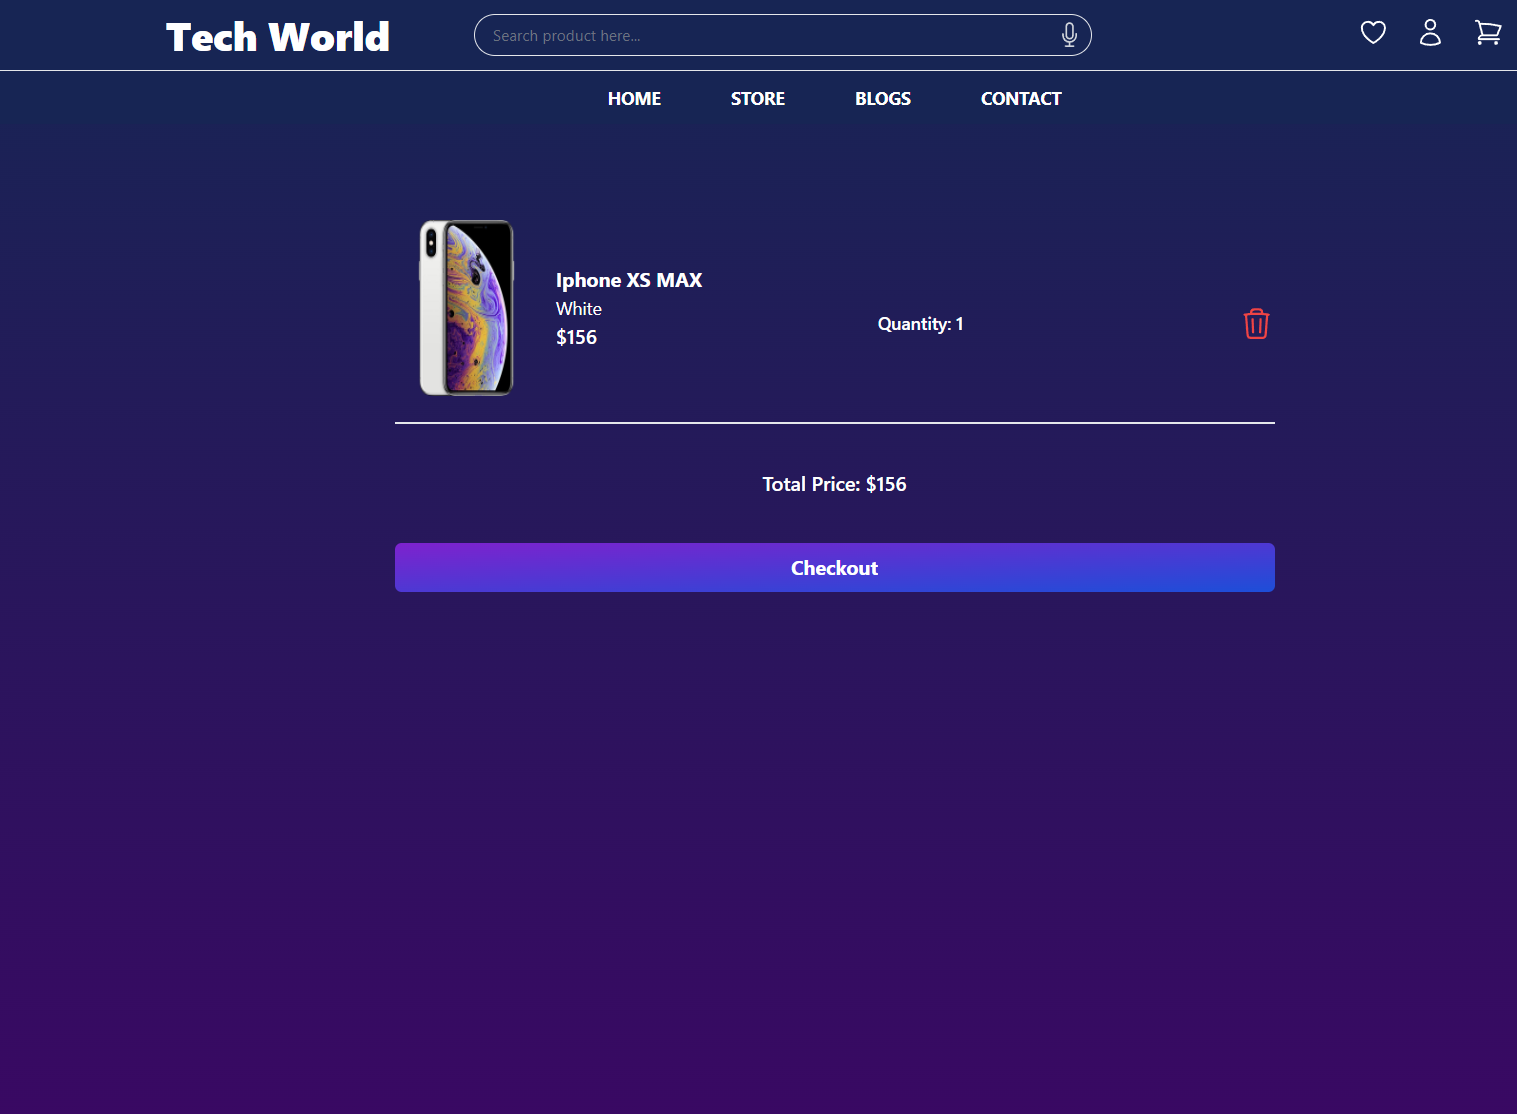 Tech World
Search product here...
HOME STORE BLOGS CONTACT
Iphone XS MAX
White
$156
Quantity: 1
Total Price: $156
Checkout